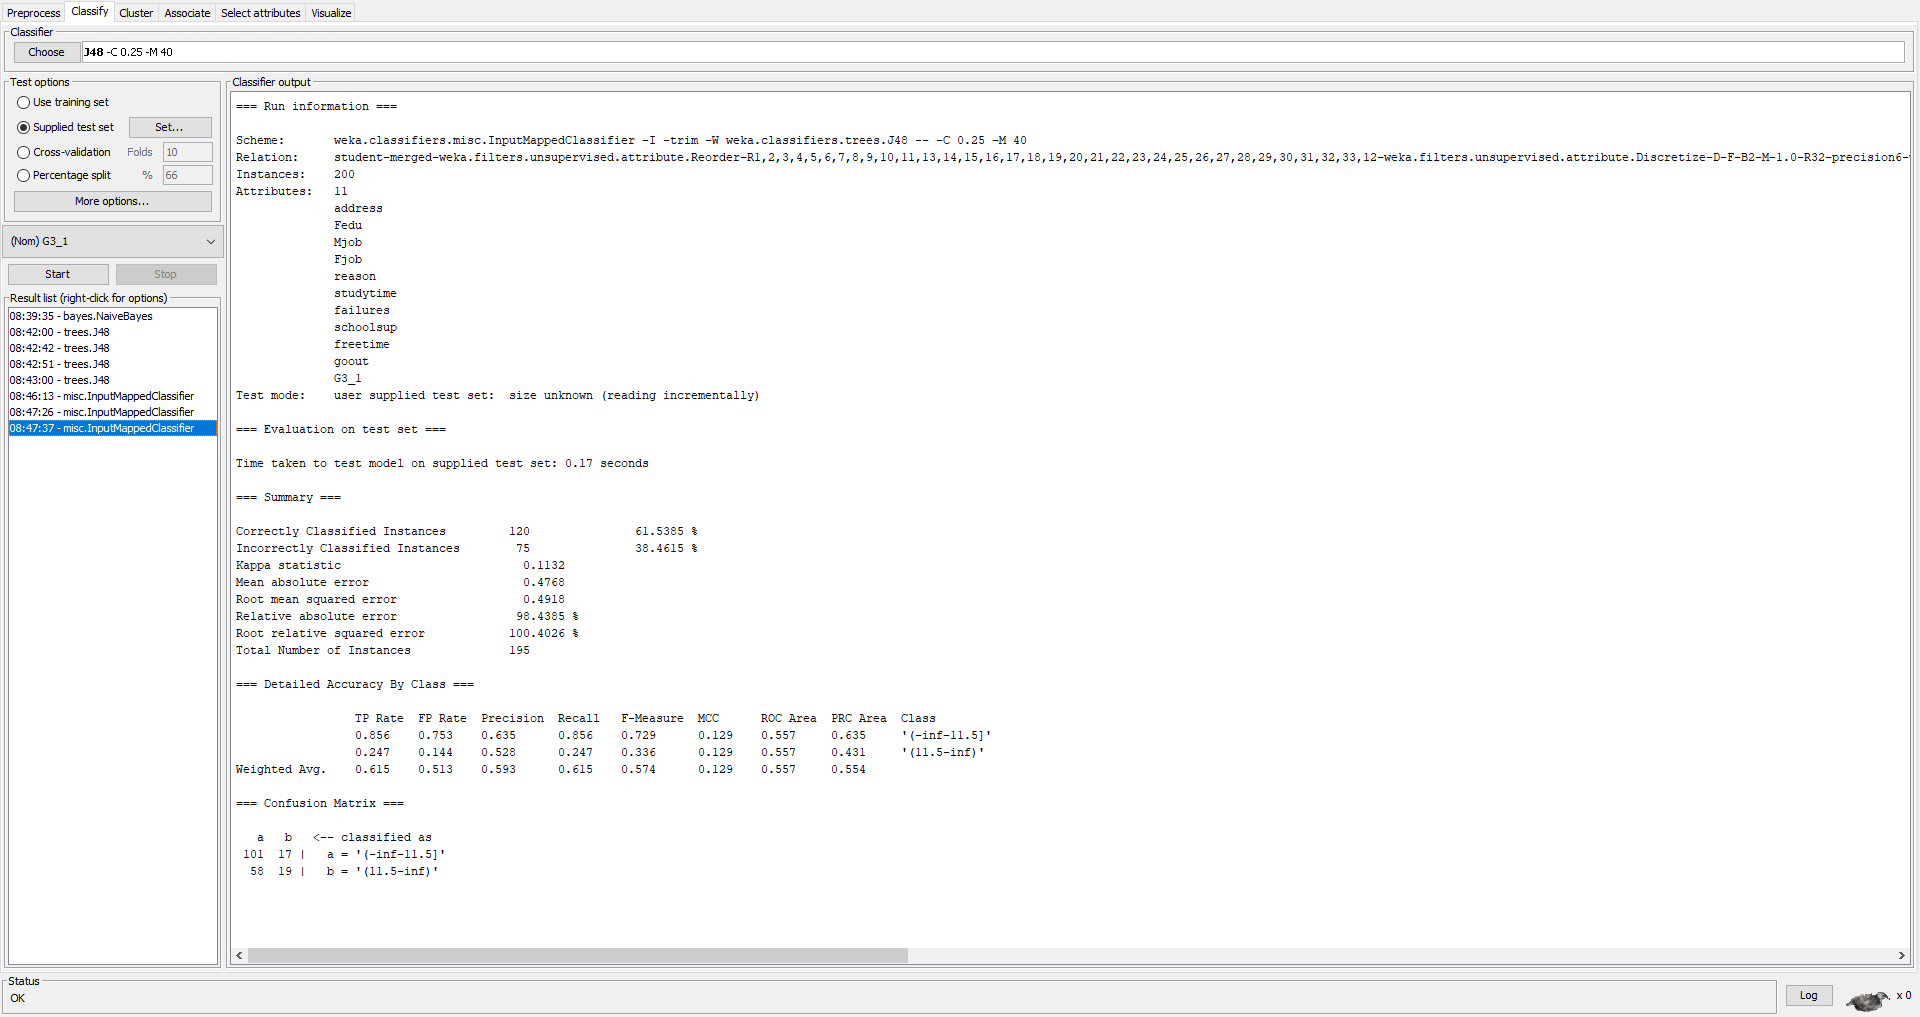 Preprocess Classify Cluster Associate Select attributes Visualize
Classifier
Choose J48 -C 0.25 -M 40
Test options
Use training set
Supplied test set Set...
Cross-validation Folds 10
Percentage split % 66
More options...
(Nom) G3_1
Start Stop
Result list (right-click for options)
08:39:35 - bayes.NaiveBayes
08:42:00 - trees.J48
08:42:42 - trees.J48
08:42:51 - trees.J48
08:43:00 - trees.J48
08:46:13 - misc.InputMappedClassifier
08:47:26 - misc.InputMappedClassifier
08:47:37 - misc.InputMappedClassifier
Classifier output
=== Run information ===
Scheme: weka.classifiers.misc.InputMappedClassifier -I -trim -W weka.classifiers.trees.J48 -- -C 0.25 -M 40
Relation: student-merged-weka.filters.unsupervised.attribute.Reorder-R1,2,3,4,5,6,7,8,9,10,11,13,14,15,16,17,18,19,20,21,22,23,24,25,26,27,28,29,30,31,32,33,12-weka.filters.unsupervised.attribute.Discretize-D-F-B2-M-1.0-R32-precision6-
Instances: 200
Attributes: 11
address
Fedu
Mjob
Fjob
reason
studytime
failures
schoolsup
freetime
goout
G3_1
Test mode: user supplied test set: size unknown (reading incrementally)
=== Evaluation on test set ===
Time taken to test model on supplied test set: 0.17 seconds
=== Summary ===
Correctly Classified Instances 120 61.5385 %
Incorrectly Classified Instances 75 38.4615 %
Kappa statistic 0.1132
Mean absolute error 0.4768
Root mean squared error 0.4918
Relative absolute error 98.4385 %
Root relative squared error 100.4026 %
Total Number of Instances 195
=== Detailed Accuracy By Class ===
TP Rate FP Rate Precision Recall F-Measure MCC ROC Area PRC Area Class
0.856 0.753 0.635 0.856 0.729 0.129 0.557 0.635 '(-inf-11.5]'
0.247 0.144 0.528 0.247 0.336 0.129 0.557 0.431 '(11.5-inf)'
Weighted Avg. 0.615 0.513 0.593 0.615 0.574 0.129 0.557 0.554
=== Confusion Matrix ===
a b <-- classified as
101 17 | a = '(-inf-11.5]'
58 19 | b = '(11.5-inf)'
Status
OK
Log x 0